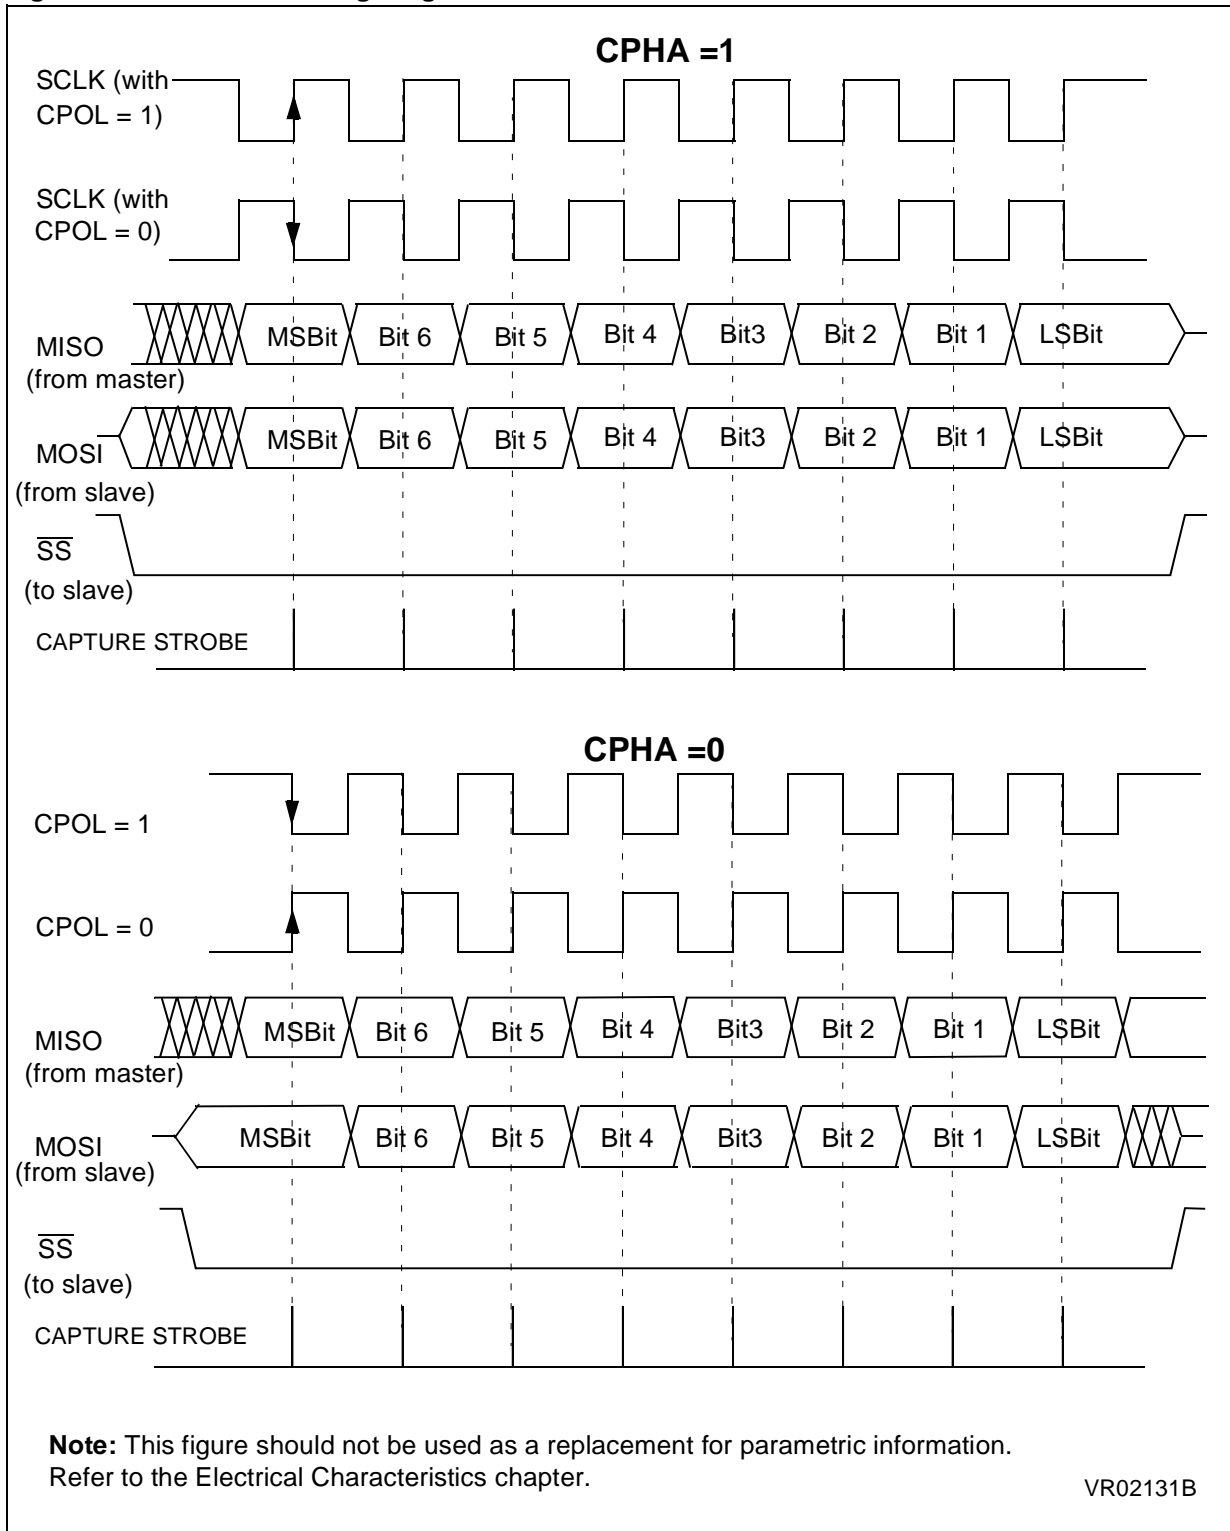 CPHA =1
SCLK (with
CPOL = 1)
SCLK (with
CPOL = 0)
MSBit Bit 6 Bit 5 Bit 4 Bit3 Bit 2 Bit 1 LSBit
MISO
(from master)
MSBit Bit 6 Bit 5 Bit 4 Bit3 Bit 2 Bit 1 LSBit
MOSI
(from slave)
SS
(to slave)
CAPTURE STROBE
CPHA =0
CPOL = 1
CPOL = 0
MSBit Bit 6 Bit 5 Bit 4 Bit3 Bit 2 Bit 1 LSBit
MISO
(from master)
MSBit Bit 6 Bit 5 Bit 4 Bit3 Bit 2 Bit 1 LSBit
MOSI
(from slave)
SS
(to slave)
CAPTURE STROBE
Note: This figure should not be used as a replacement for parametric information.
Refer to the Electrical Characteristics chapter.
VR02131B